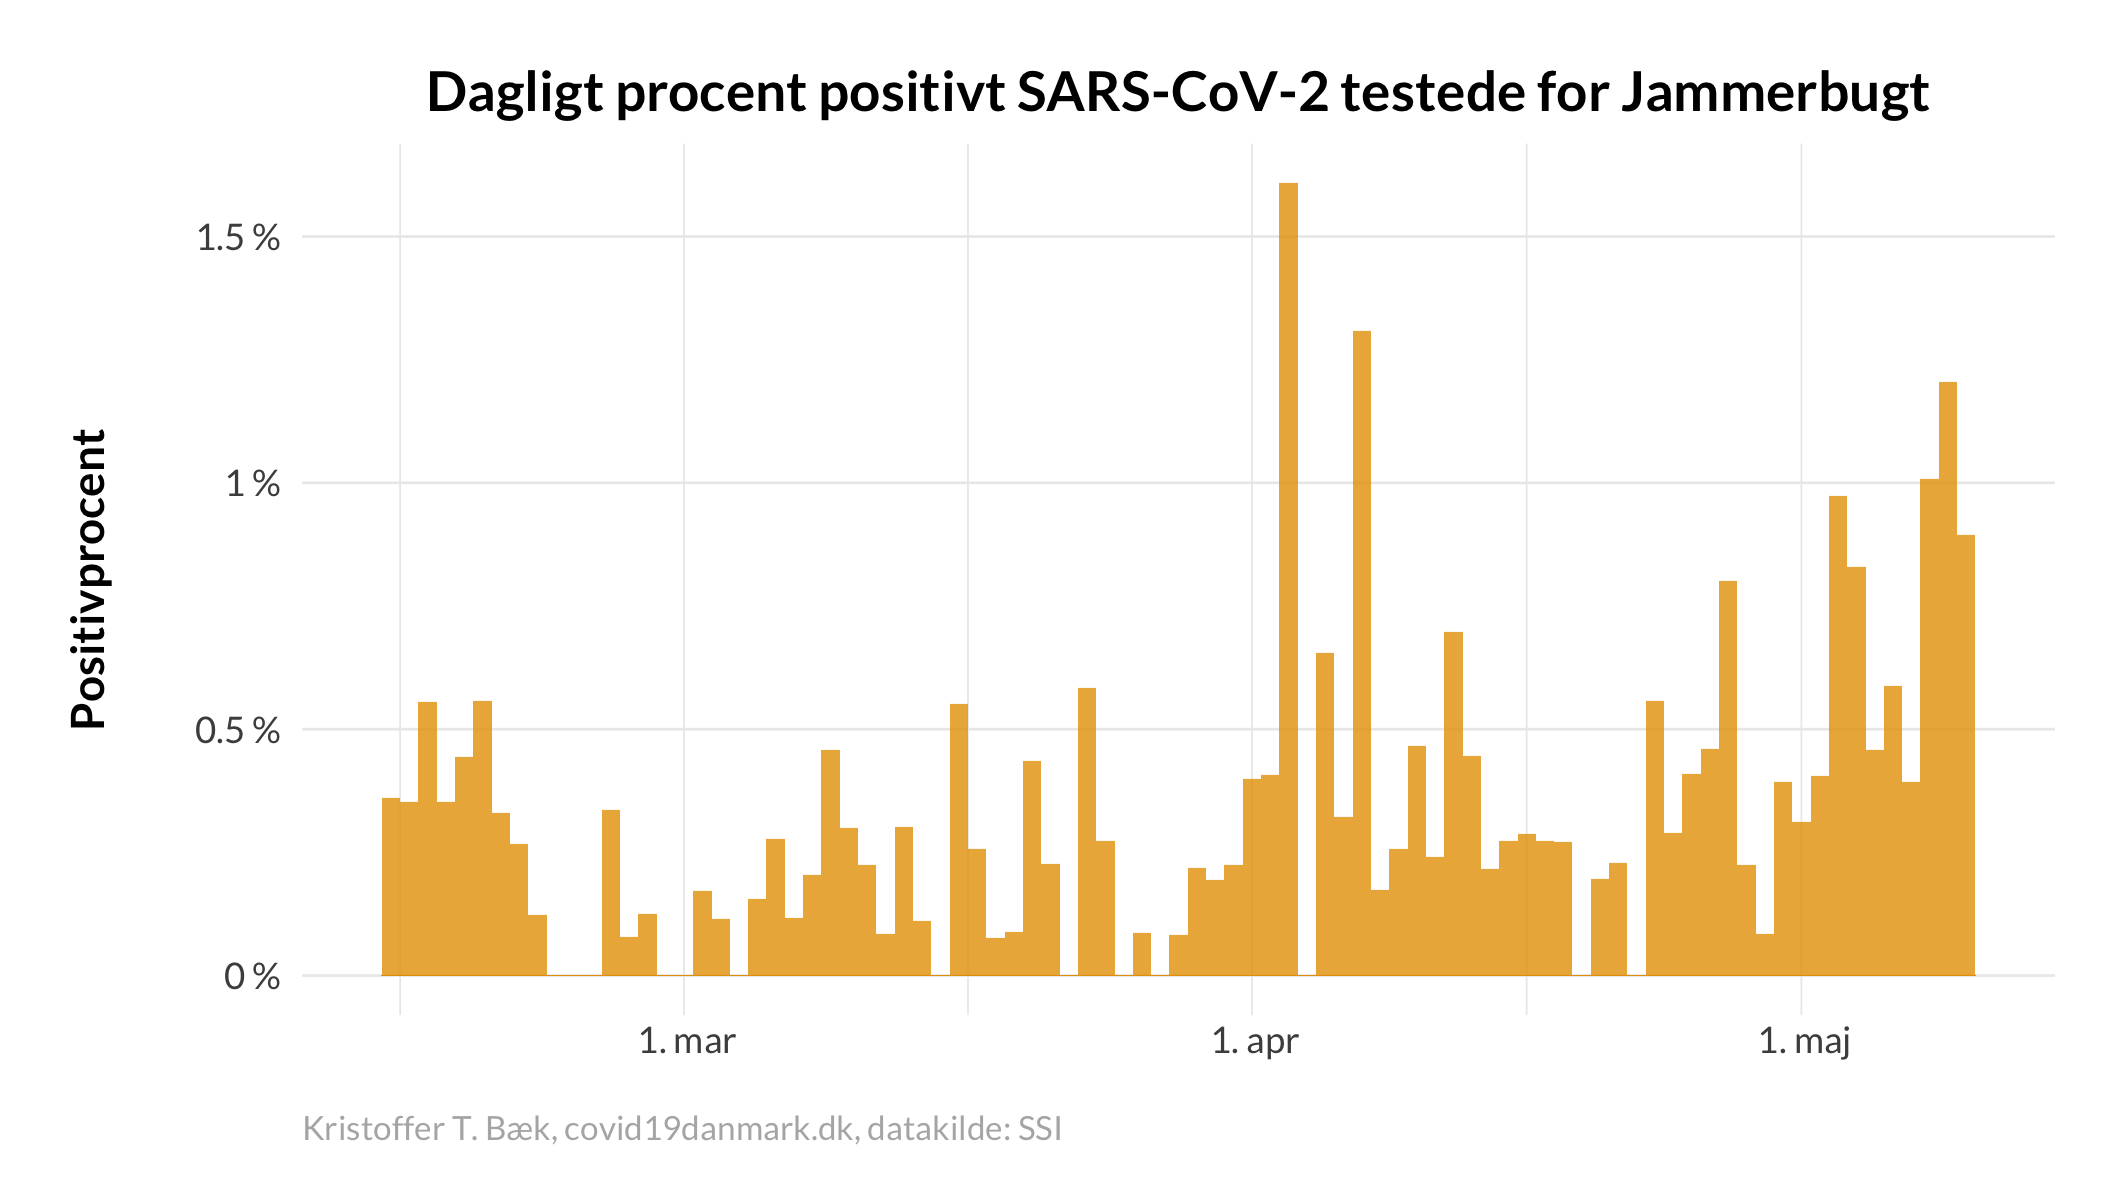 Dagligt procent positivt SARS-CoV-2 testede for Jammerbugt
Positivprocent
1.5 %
1 %
0.5 %
0 %
1. mar
1. apr
1. maj
Kristoffer T. Bæk, covid19danmark.dk, datakilde: SSI